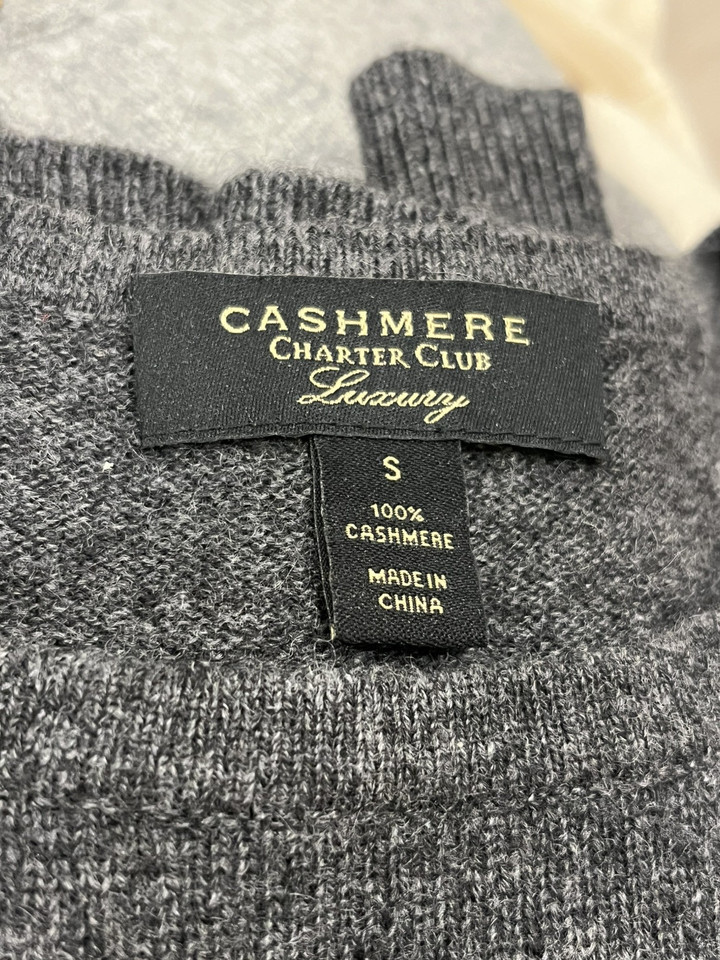 CASHMERE
CHARTER CLUB
Luxury
S
100%
CASHMERE
MADE IN
CHINA